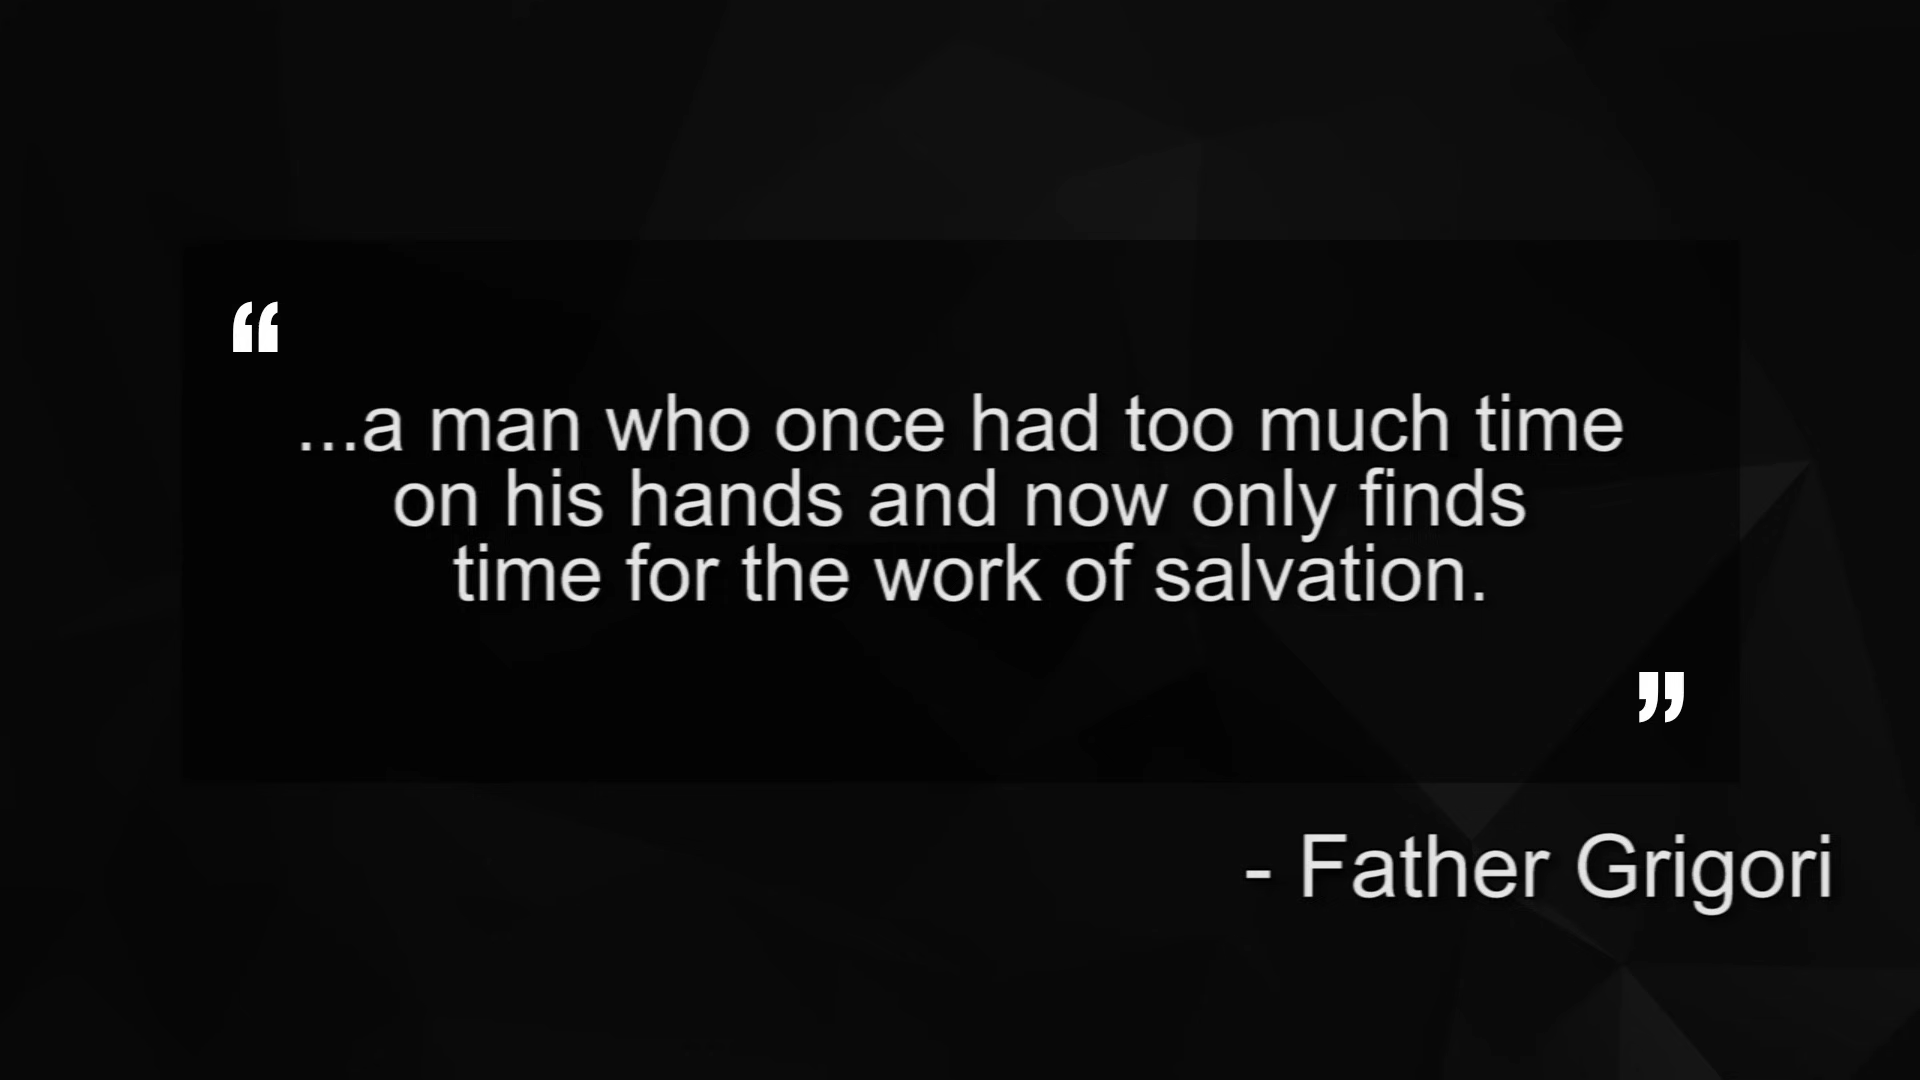 “
...a man who once had too much time
on his hands and now only finds
time for the work of salvation.
”
- Father Grigori